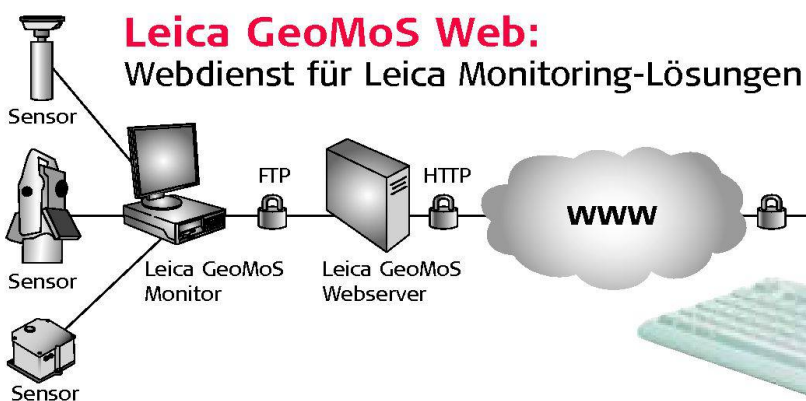 Leica GeoMoS Web:
Webdienst für Leica Monitoring-Lösungen
Sensor
FTP
HTTP
www
Sensor
Leica GeoMoS
Monitor
Leica GeoMoS
Webserver
Sensor